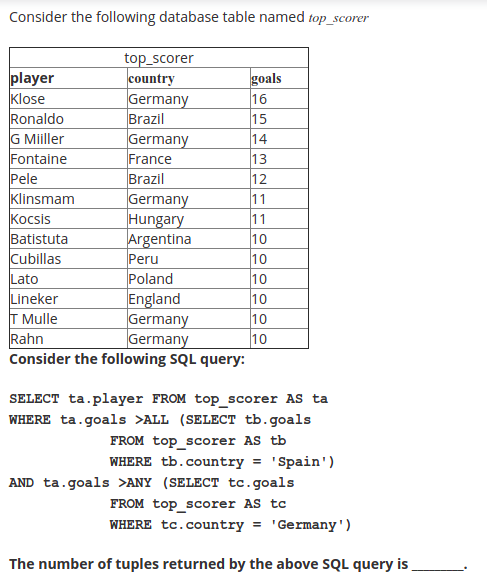 Consider the following database table named top_scorer
top_scorer
player country goals
Klose Germany 16
Ronaldo Brazil 15
G Miiller Germany 14
Fontaine France 13
Pele Brazil 12
Klinsmam Germany 11
Kocsis Hungary 11
Batistuta Argentina 10
Cubillas Peru 10
Lato Poland 10
Lineker England 10
T Mulle Germany 10
Rahn Germany 10
Consider the following SQL query:
SELECT ta.player FROM top_scorer AS ta
WHERE ta.goals >ALL (SELECT tb.goals
FROM top_scorer AS tb
WHERE tb.country = 'Spain')
AND ta.goals >ANY (SELECT tc.goals
FROM top_scorer AS tc
WHERE tc.country = 'Germany')
The number of tuples returned by the above SQL query is ________.